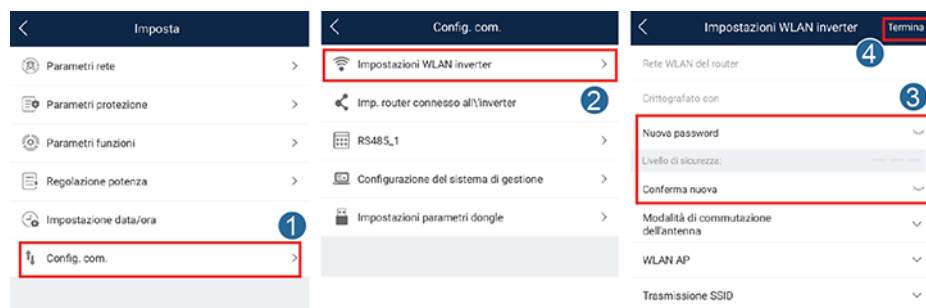 Imposta
Parametri rete
Parametri protezione
Parametri funzioni
Regolazione potenza
Impostazione data/ora
1
Config. com.
Config. com.
Impostazioni WLAN inverter
2
Imp. router connesso all\'inverter
RS485_1
Configurazione del sistema di gestione
Impostazioni parametri dongle
Impostazioni WLAN inverter
Termina
4
Rete WLAN del router
Crittografato con
3
Nuova password
Livello di sicurezza:
Conferma nuova
Modalità di commutazione
dell'antenna
WLAN AP
Trasmissione SSID